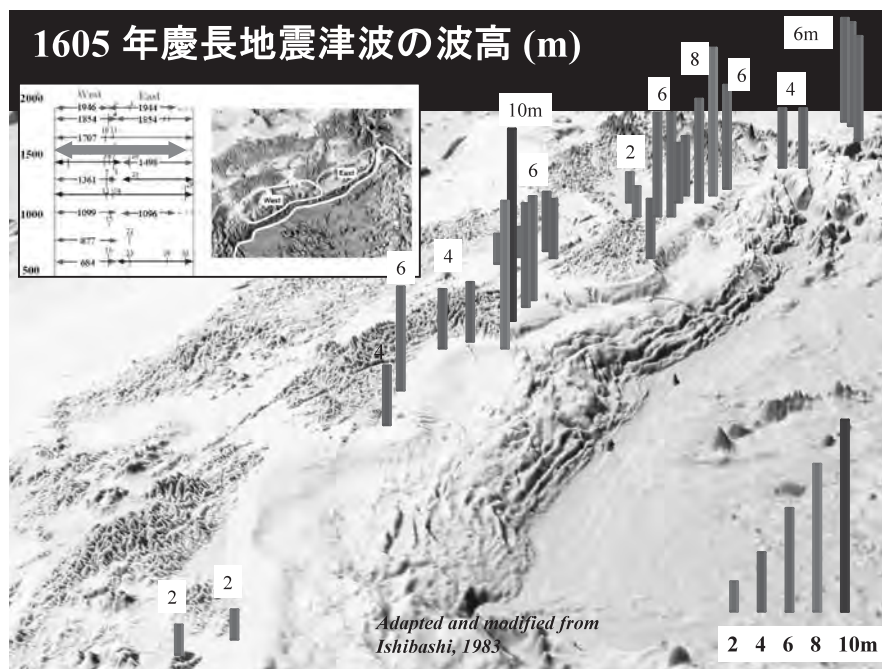 1605 年慶長地震津波の波高 (m)
West East
2000
1946 1944
1854 1854
1707
1500
1498
1361
1000
1099 1096
877
684
500
West
East
6m
8
6
4
6
10m
2
6
4
6
4
2
2
Adapted and modified from
Ishibashi, 1983
2 4 6 8 10m